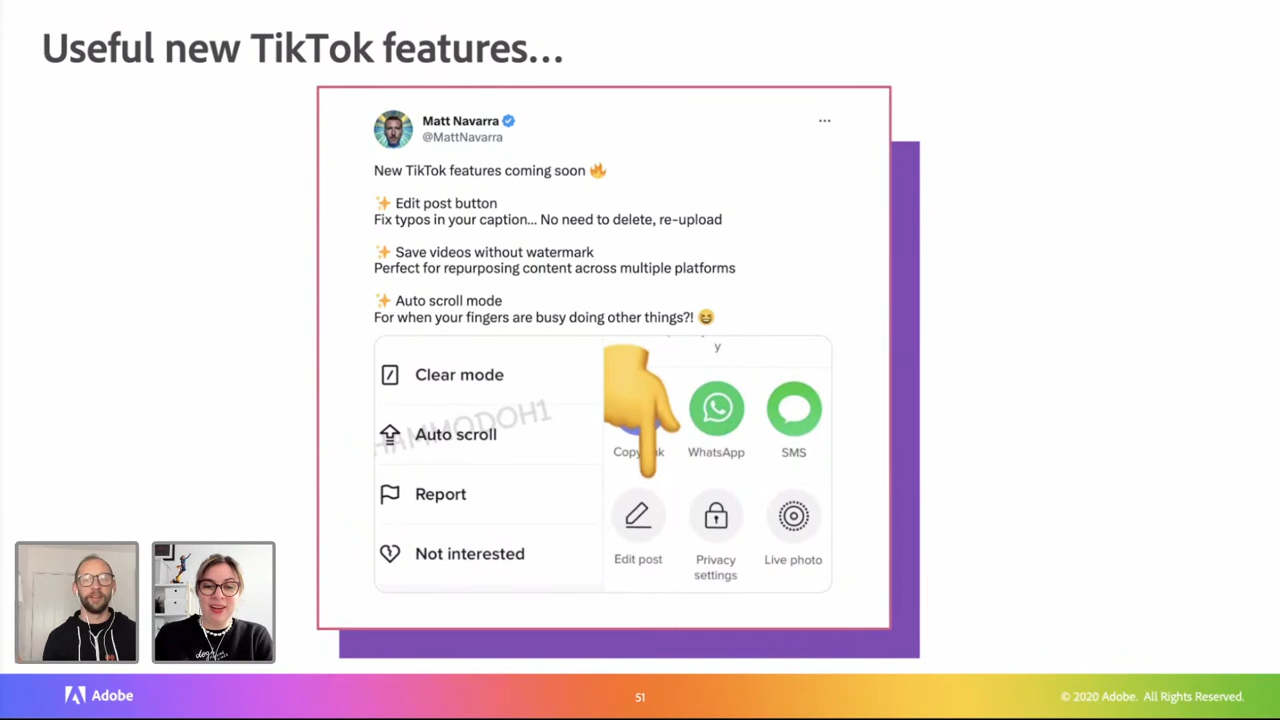 Useful new TikTok features...
Matt Navarra
@MattNavarra
New TikTok features coming soon 🔥
✨ Edit post button
Fix typos in your caption... No need to delete, re-upload
✨ Save videos without watermark
Perfect for repurposing content across multiple platforms
✨ Auto scroll mode
For when your fingers are busy doing other things?! 😆
Clear mode
HAMMODOH1
Auto scroll
Report
Not interested
y
WhatsApp
SMS
Edit post
Privacy
settings
Live photo
Adobe
51
© 2020 Adobe. All Rights Reserved.